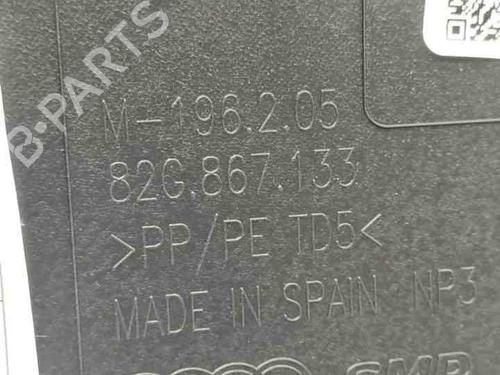 B-PARTS
M-196.2.05
82G.867.133
>PP/PE TD5<
MADE IN SPAIN NP3